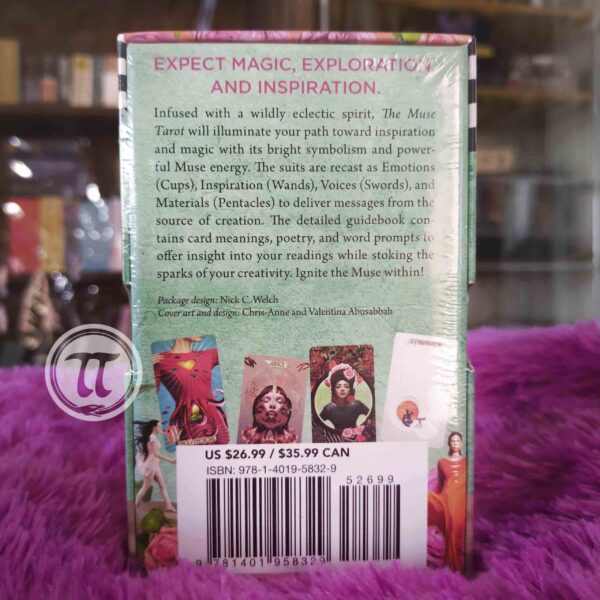 EXPECT MAGIC, EXPLORATION
AND INSPIRATION.
Infused with a wildly eclectic spirit, The Muse
Tarot will illuminate your path toward inspiration
and magic with its bright symbolism and power-
ful Muse energy. The suits are recast as Emotions
(Cups), Inspiration (Wands), Voices (Swords), and
Materials (Pentacles) to deliver messages from the
source of creation. The detailed guidebook con-
tains card meanings, poetry, and word prompts to
offer insight into your readings while stoking the
sparks of your creativity. Ignite the Muse within!
Package design: Nick C. Welch
Cover art and design: Chris-Anne and Valentina Abusabbah
US $26.99 / $35.99 CAN
ISBN: 978-1-4019-5832-9
52699
9 781401 958329